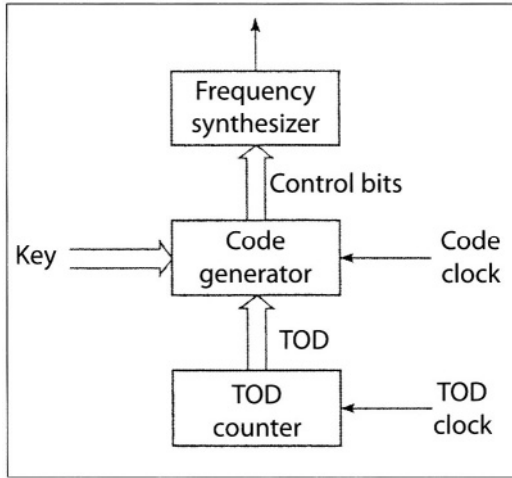 Frequency
synthesizer
Control bits
Key
Code
generator
Code
clock
TOD
TOD
counter
TOD
clock